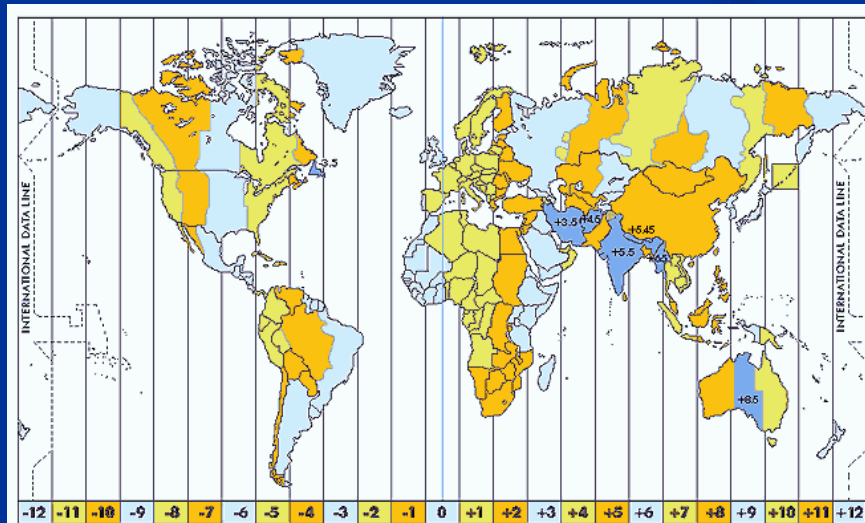 INTERNATIONAL DATA LINE
INTERNATIONAL DATA LINE
-3.5
+3.5
+4.5
+5.45
+5.5
+6.5
+8.5
-12 -11 -10 -9 -8 -7 -6 -5 -4 -3 -2 -1 0 +1 +2 +3 +4 +5 +6 +7 +8 +9 +10 +11 +12